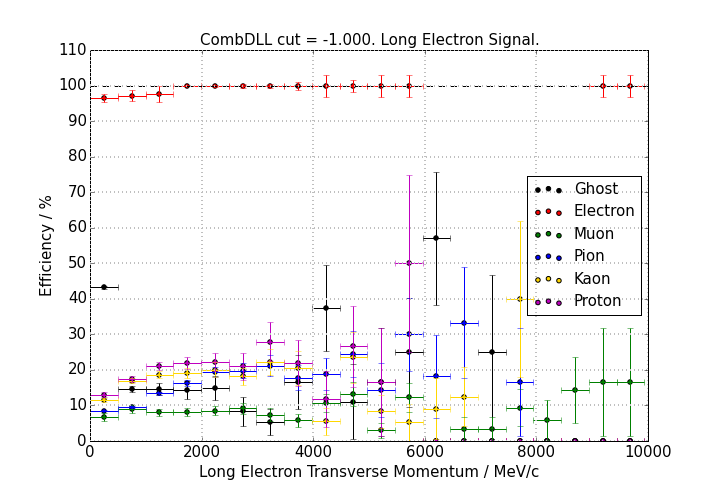 CombDLL cut = -1.000. Long Electron Signal.
110
100
90
80
70
60
50
40
30
20
10
0
Efficiency / %
Ghost
Electron
Muon
Pion
Kaon
Proton
0 2000 4000 6000 8000 10000
Long Electron Transverse Momentum / MeV/c